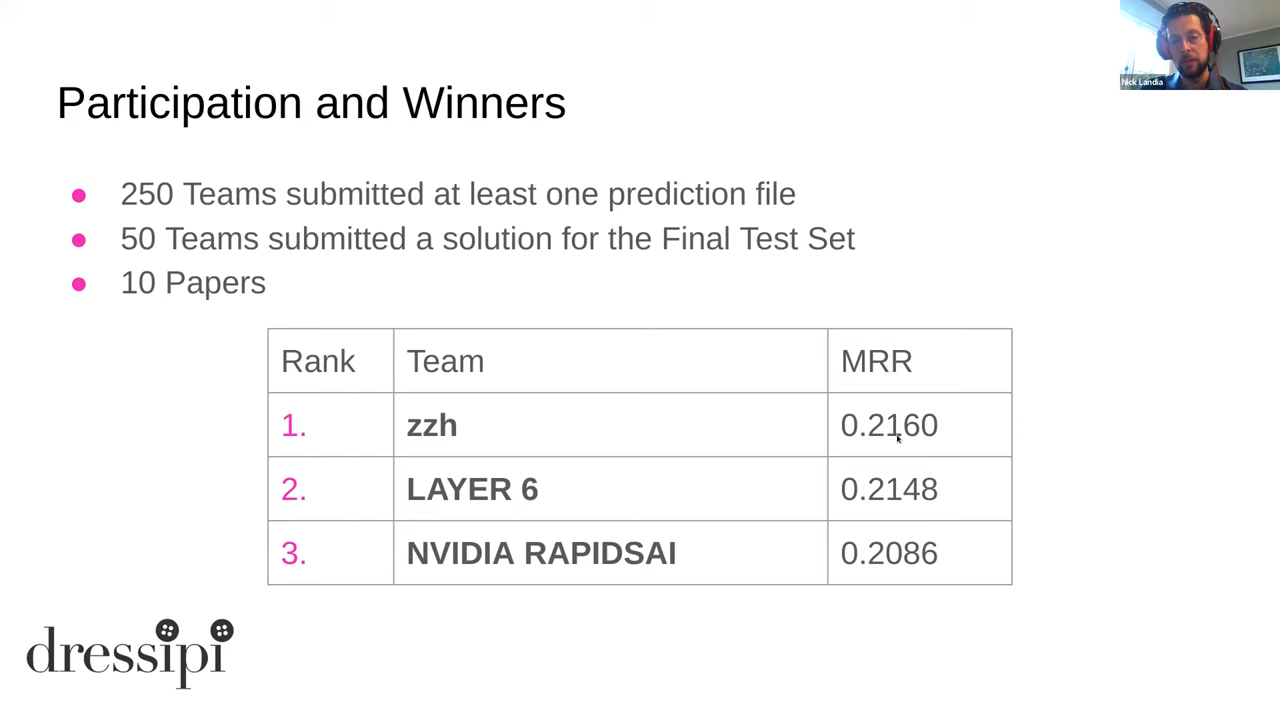 Nick Landia
Participation and Winners
● 250 Teams submitted at least one prediction file
● 50 Teams submitted a solution for the Final Test Set
● 10 Papers
Rank Team MRR
1. zzh 0.2160
2. LAYER 6 0.2148
3. NVIDIA RAPIDSAI 0.2086
dressipi